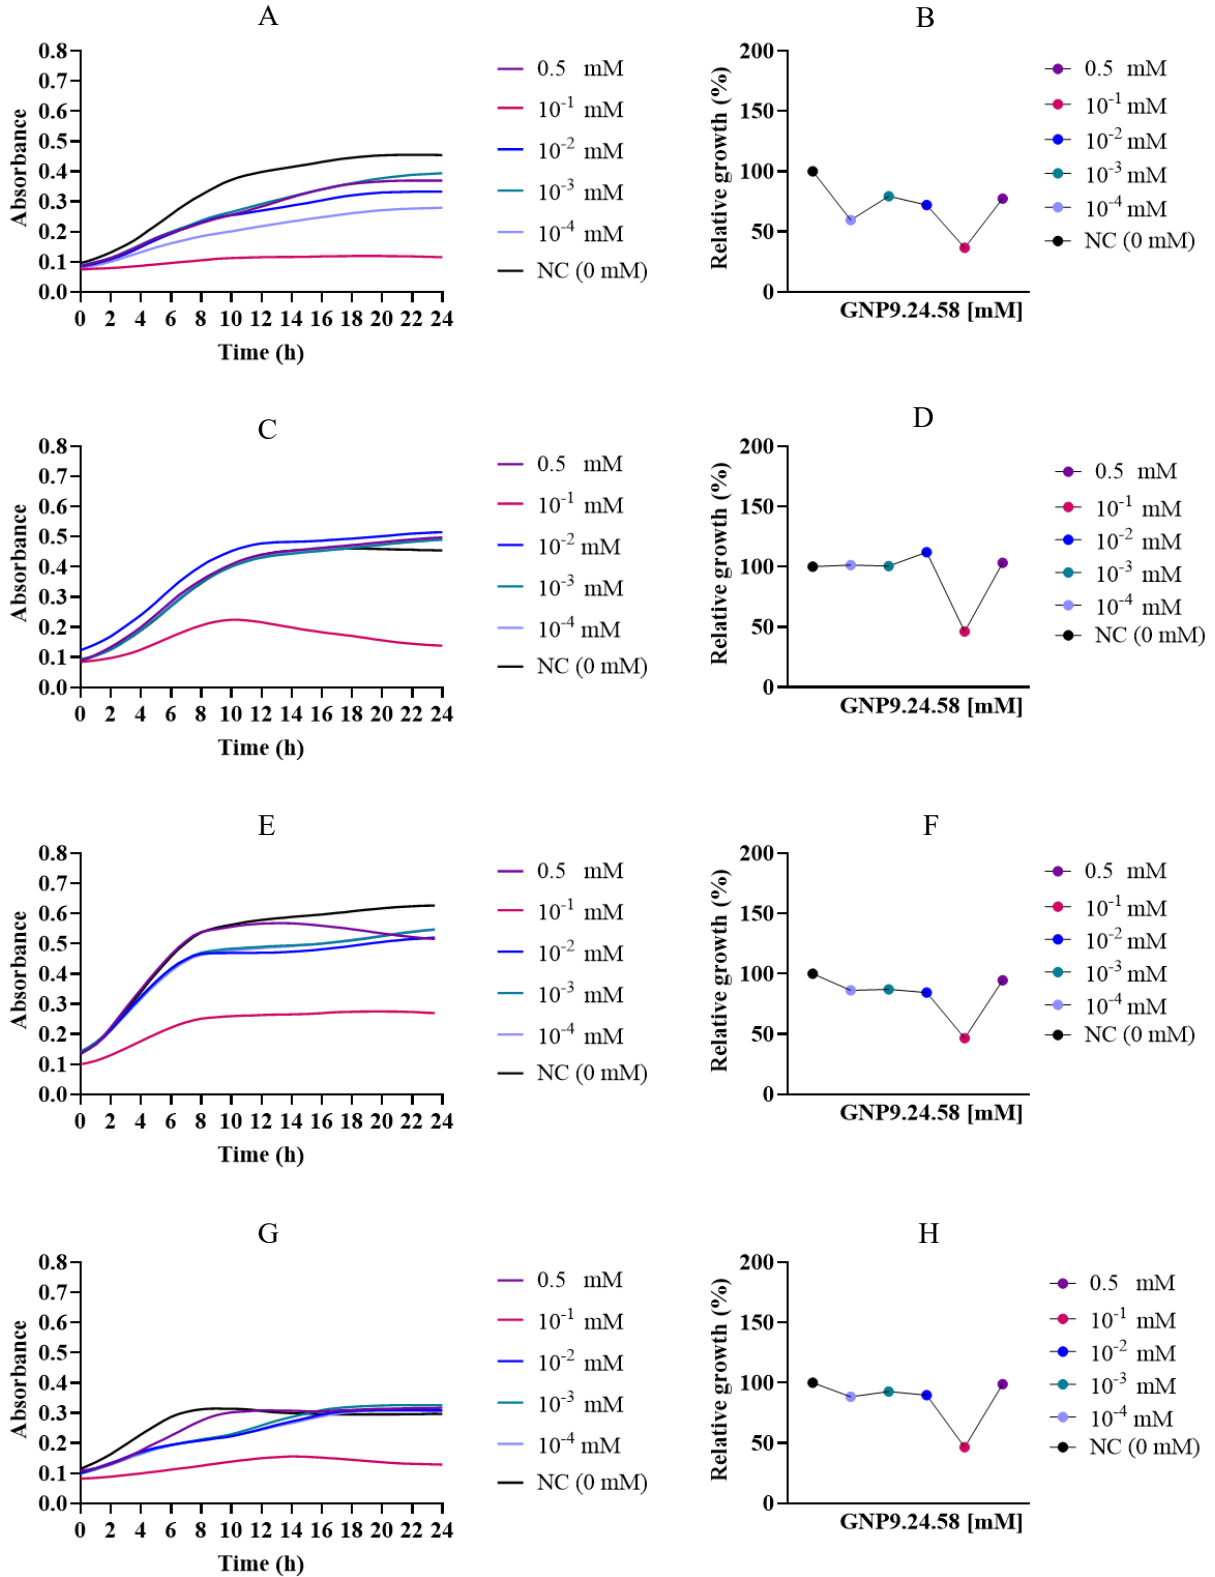 A
B
0.8
0.7
0.6
0.5
0.4
0.3
0.2
0.1
0.0
Absorbance
0 2 4 6 8 10 12 14 16 18 20 22 24
Time (h)
0.5 mM
10⁻¹ mM
10⁻² mM
10⁻³ mM
10⁻⁴ mM
NC (0 mM)
200
150
100
50
0
Relative growth (%)
GNP9.24.58 [mM]
0.5 mM
10⁻¹ mM
10⁻² mM
10⁻³ mM
10⁻⁴ mM
NC (0 mM)
C
D
0.8
0.7
0.6
0.5
0.4
0.3
0.2
0.1
0.0
Absorbance
0 2 4 6 8 10 12 14 16 18 20 22 24
Time (h)
0.5 mM
10⁻¹ mM
10⁻² mM
10⁻³ mM
10⁻⁴ mM
NC (0 mM)
200
150
100
50
0
Relative growth (%)
GNP9.24.58 [mM]
0.5 mM
10⁻¹ mM
10⁻² mM
10⁻³ mM
10⁻⁴ mM
NC (0 mM)
E
F
0.8
0.7
0.6
0.5
0.4
0.3
0.2
0.1
0.0
Absorbance
0 2 4 6 8 10 12 14 16 18 20 22 24
Time (h)
0.5 mM
10⁻¹ mM
10⁻² mM
10⁻³ mM
10⁻⁴ mM
NC (0 mM)
200
150
100
50
0
Relative growth (%)
GNP9.24.58 [mM]
0.5 mM
10⁻¹ mM
10⁻² mM
10⁻³ mM
10⁻⁴ mM
NC (0 mM)
G
H
0.8
0.7
0.6
0.5
0.4
0.3
0.2
0.1
0.0
Absorbance
0 2 4 6 8 10 12 14 16 18 20 22 24
Time (h)
0.5 mM
10⁻¹ mM
10⁻² mM
10⁻³ mM
10⁻⁴ mM
NC (0 mM)
200
150
100
50
0
Relative growth (%)
GNP9.24.58 [mM]
0.5 mM
10⁻¹ mM
10⁻² mM
10⁻³ mM
10⁻⁴ mM
NC (0 mM)